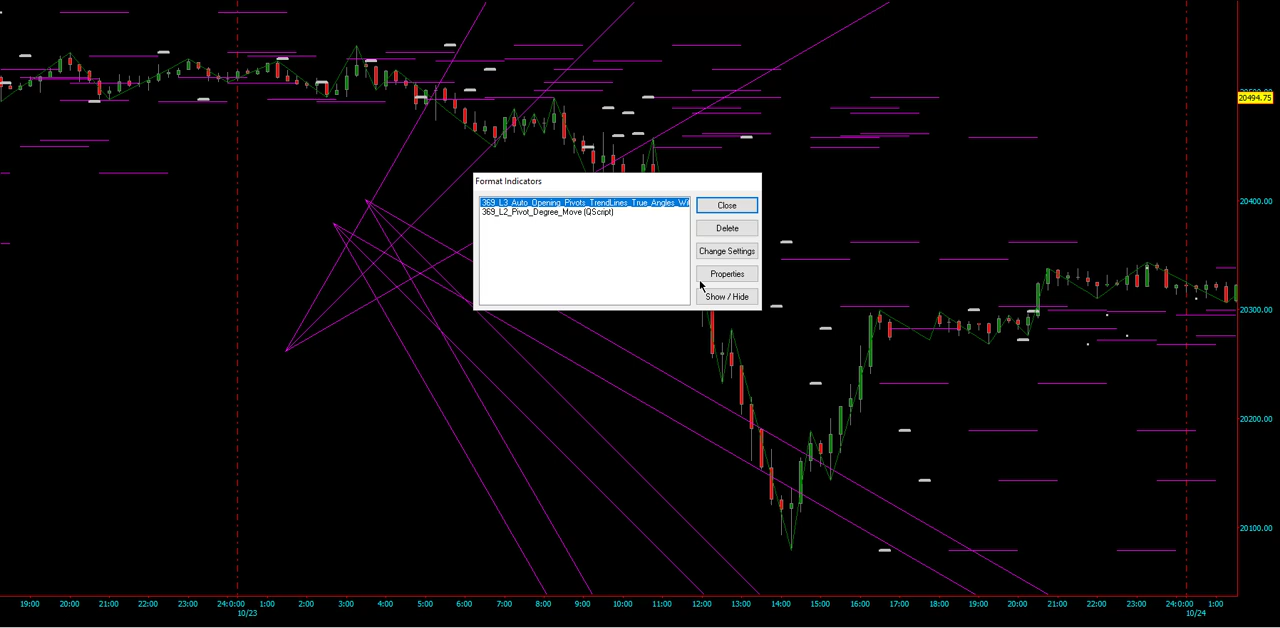 20494.75
Format Indicators
369_L3_Auto_Opening_Pivots_TrendLines_True_Angles_W
369_L2_Pivot_Degree_Move (QScript)
Close
Delete
Change Settings
Properties
Show / Hide
20400.00
20300.00
20200.00
20100.00
19:00 20:00 21:00 22:00 23:00 24:0:00 1:00 2:00 3:00 4:00 5:00 6:00 7:00 8:00 9:00 10:00 11:00 12:00 13:00 14:00 15:00 16:00 17:00 18:00 19:00 20:00 21:00 22:00 23:00 24:0:00 1:00
10/23 10/24